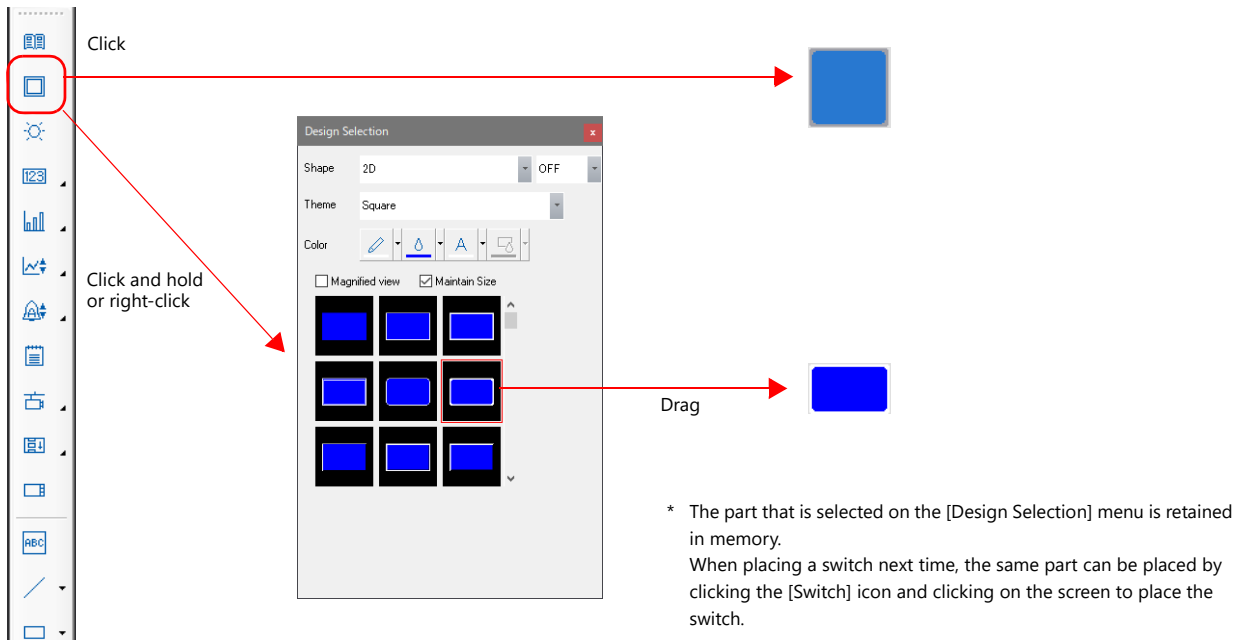 Click
Design Selection
x
Shape 2D OFF
Theme Square
123
Color A
Click and hold
or right-click
Magnified view Maintain Size
Drag
* The part that is selected on the [Design Selection] menu is retained
in memory.
When placing a switch next time, the same part can be placed by
clicking the [Switch] icon and clicking on the screen to place the
switch.
ABC